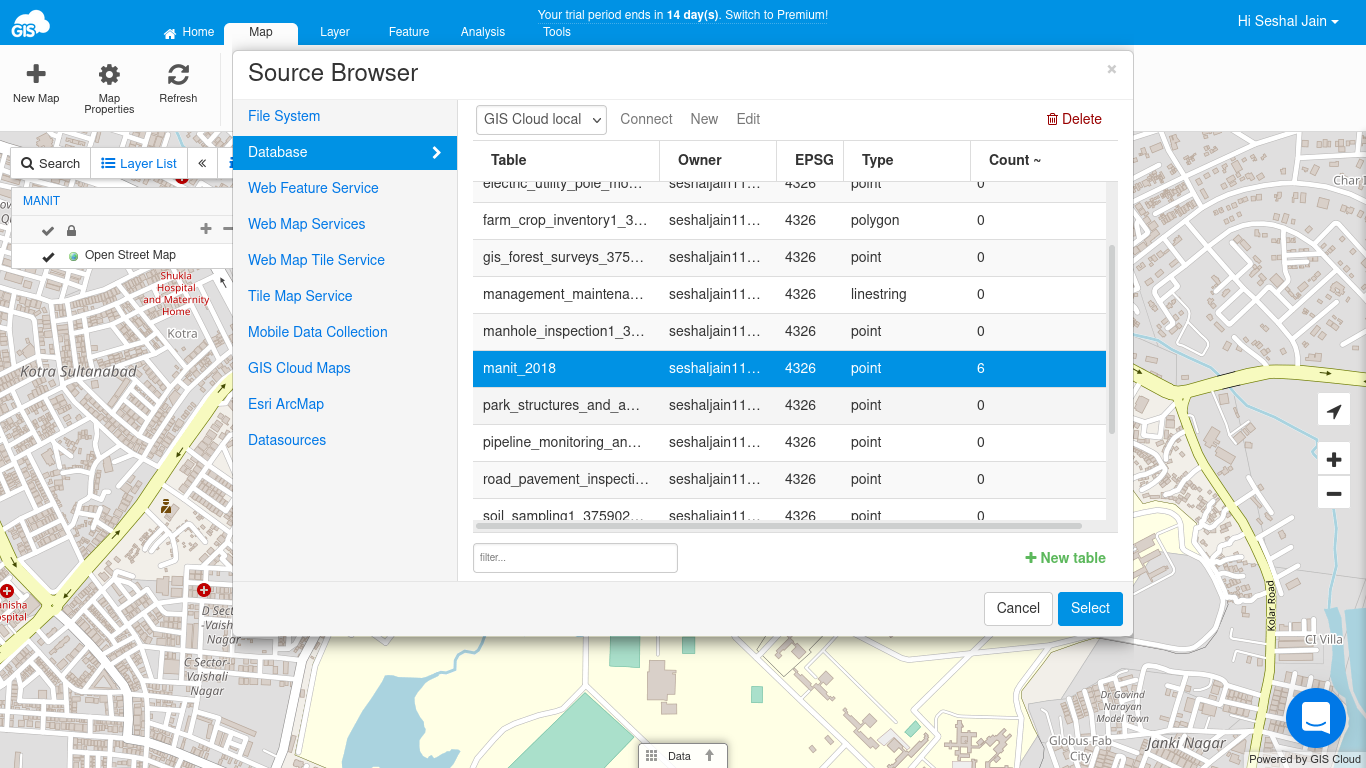 GIS
Your trial period ends in 14 day(s). Switch to Premium!
Hi Seshal Jain
Home
Map
Layer
Feature
Analysis
Tools
New Map
Map Properties
Refresh
Search
Layer List
«
MANIT
Open Street Map
Source Browser
×
File System
Database
Web Feature Service
Web Map Services
Web Map Tile Service
Tile Map Service
Mobile Data Collection
GIS Cloud Maps
Esri ArcMap
Datasources
GIS Cloud local
Connect
New
Edit
Delete
Table Owner EPSG Type Count ~
electric_utility_pole_mo... seshaljain11... 4326 point 0
farm_crop_inventory1_3... seshaljain11... 4326 polygon 0
gis_forest_surveys_375... seshaljain11... 4326 point 0
management_maintena... seshaljain11... 4326 linestring 0
manhole_inspection1_3... seshaljain11... 4326 point 0
manit_2018 seshaljain11... 4326 point 6
park_structures_and_a... seshaljain11... 4326 point 0
pipeline_monitoring_an... seshaljain11... 4326 point 0
road_pavement_inspecti... seshaljain11... 4326 point 0
soil_sampling1_375902... seshaljain11... 4326 point 0
filter...
New table
Cancel
Select
Shukla
Hospital
and Maternity
Home
Kotra
Kotra Sultanabad
D Sect
Vaish
Nagar
C Sector-
Vaishali
Nagar
Kolar Road
CI Villa
Dr Govind
Narayan
Model Town
Globus Fab
City
Janki Nagar
Data
Powered by GIS Cloud